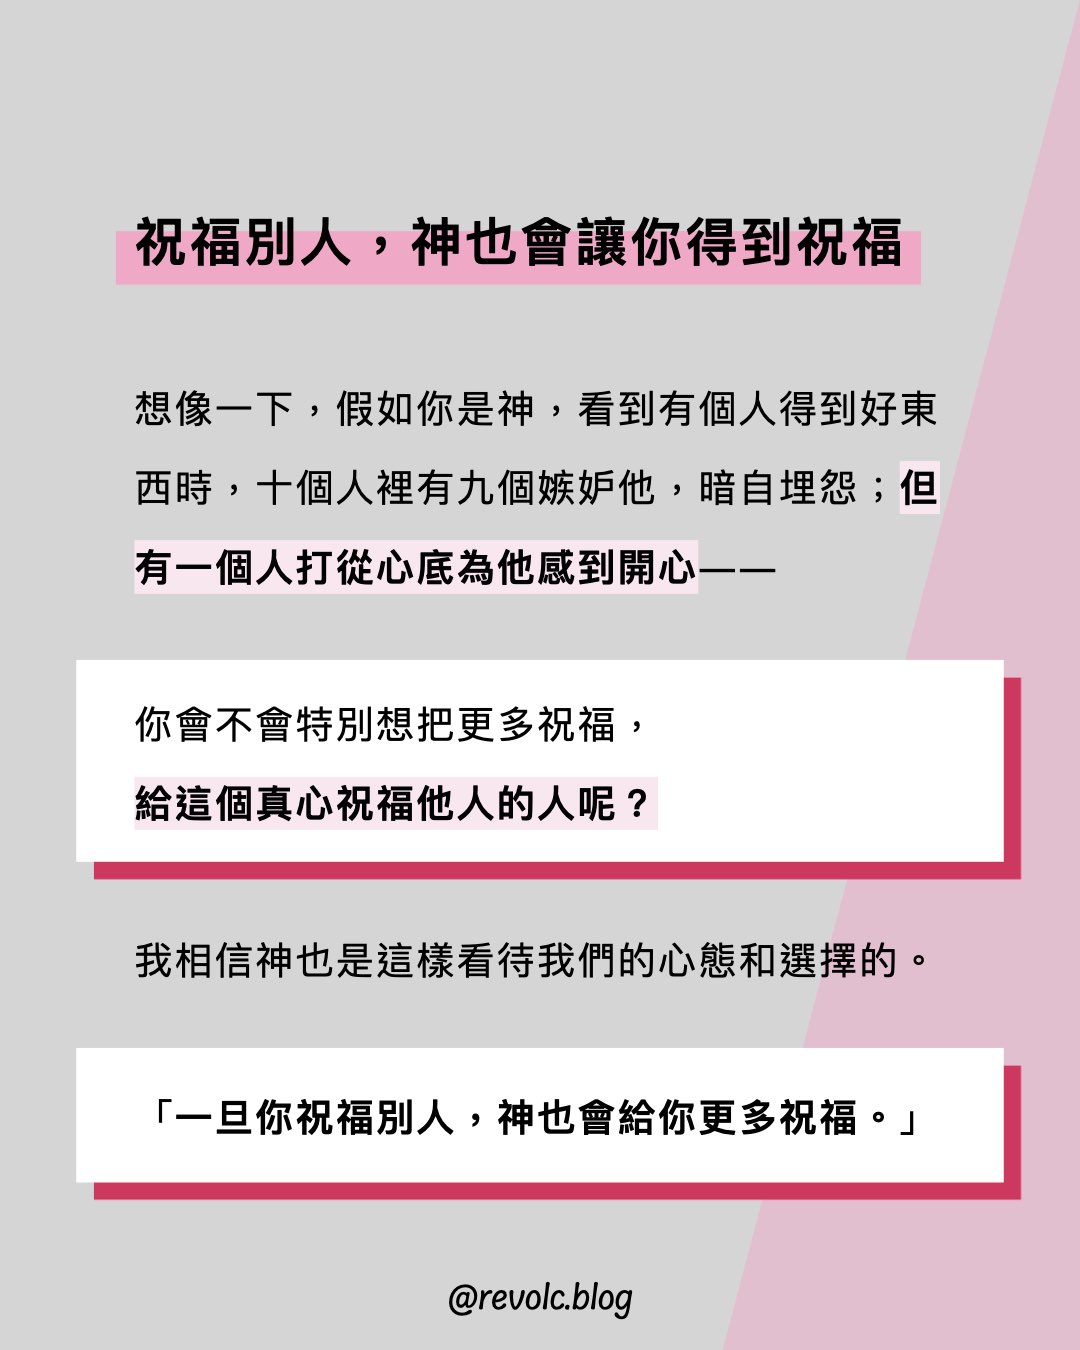 祝福別人，神也會讓你得到祝福
想像一下，假如你是神，看到有個人得到好東
西時，十個人裡有九個嫉妒他，暗自埋怨；但
有一個人打從心底為他感到開心——
你會不會特別想把更多祝福，
給這個真心祝福他人的人呢？
我相信神也是這樣看待我們的心態和選擇的。
「一旦你祝福別人，神也會給你更多祝福。」
@revolc.blog